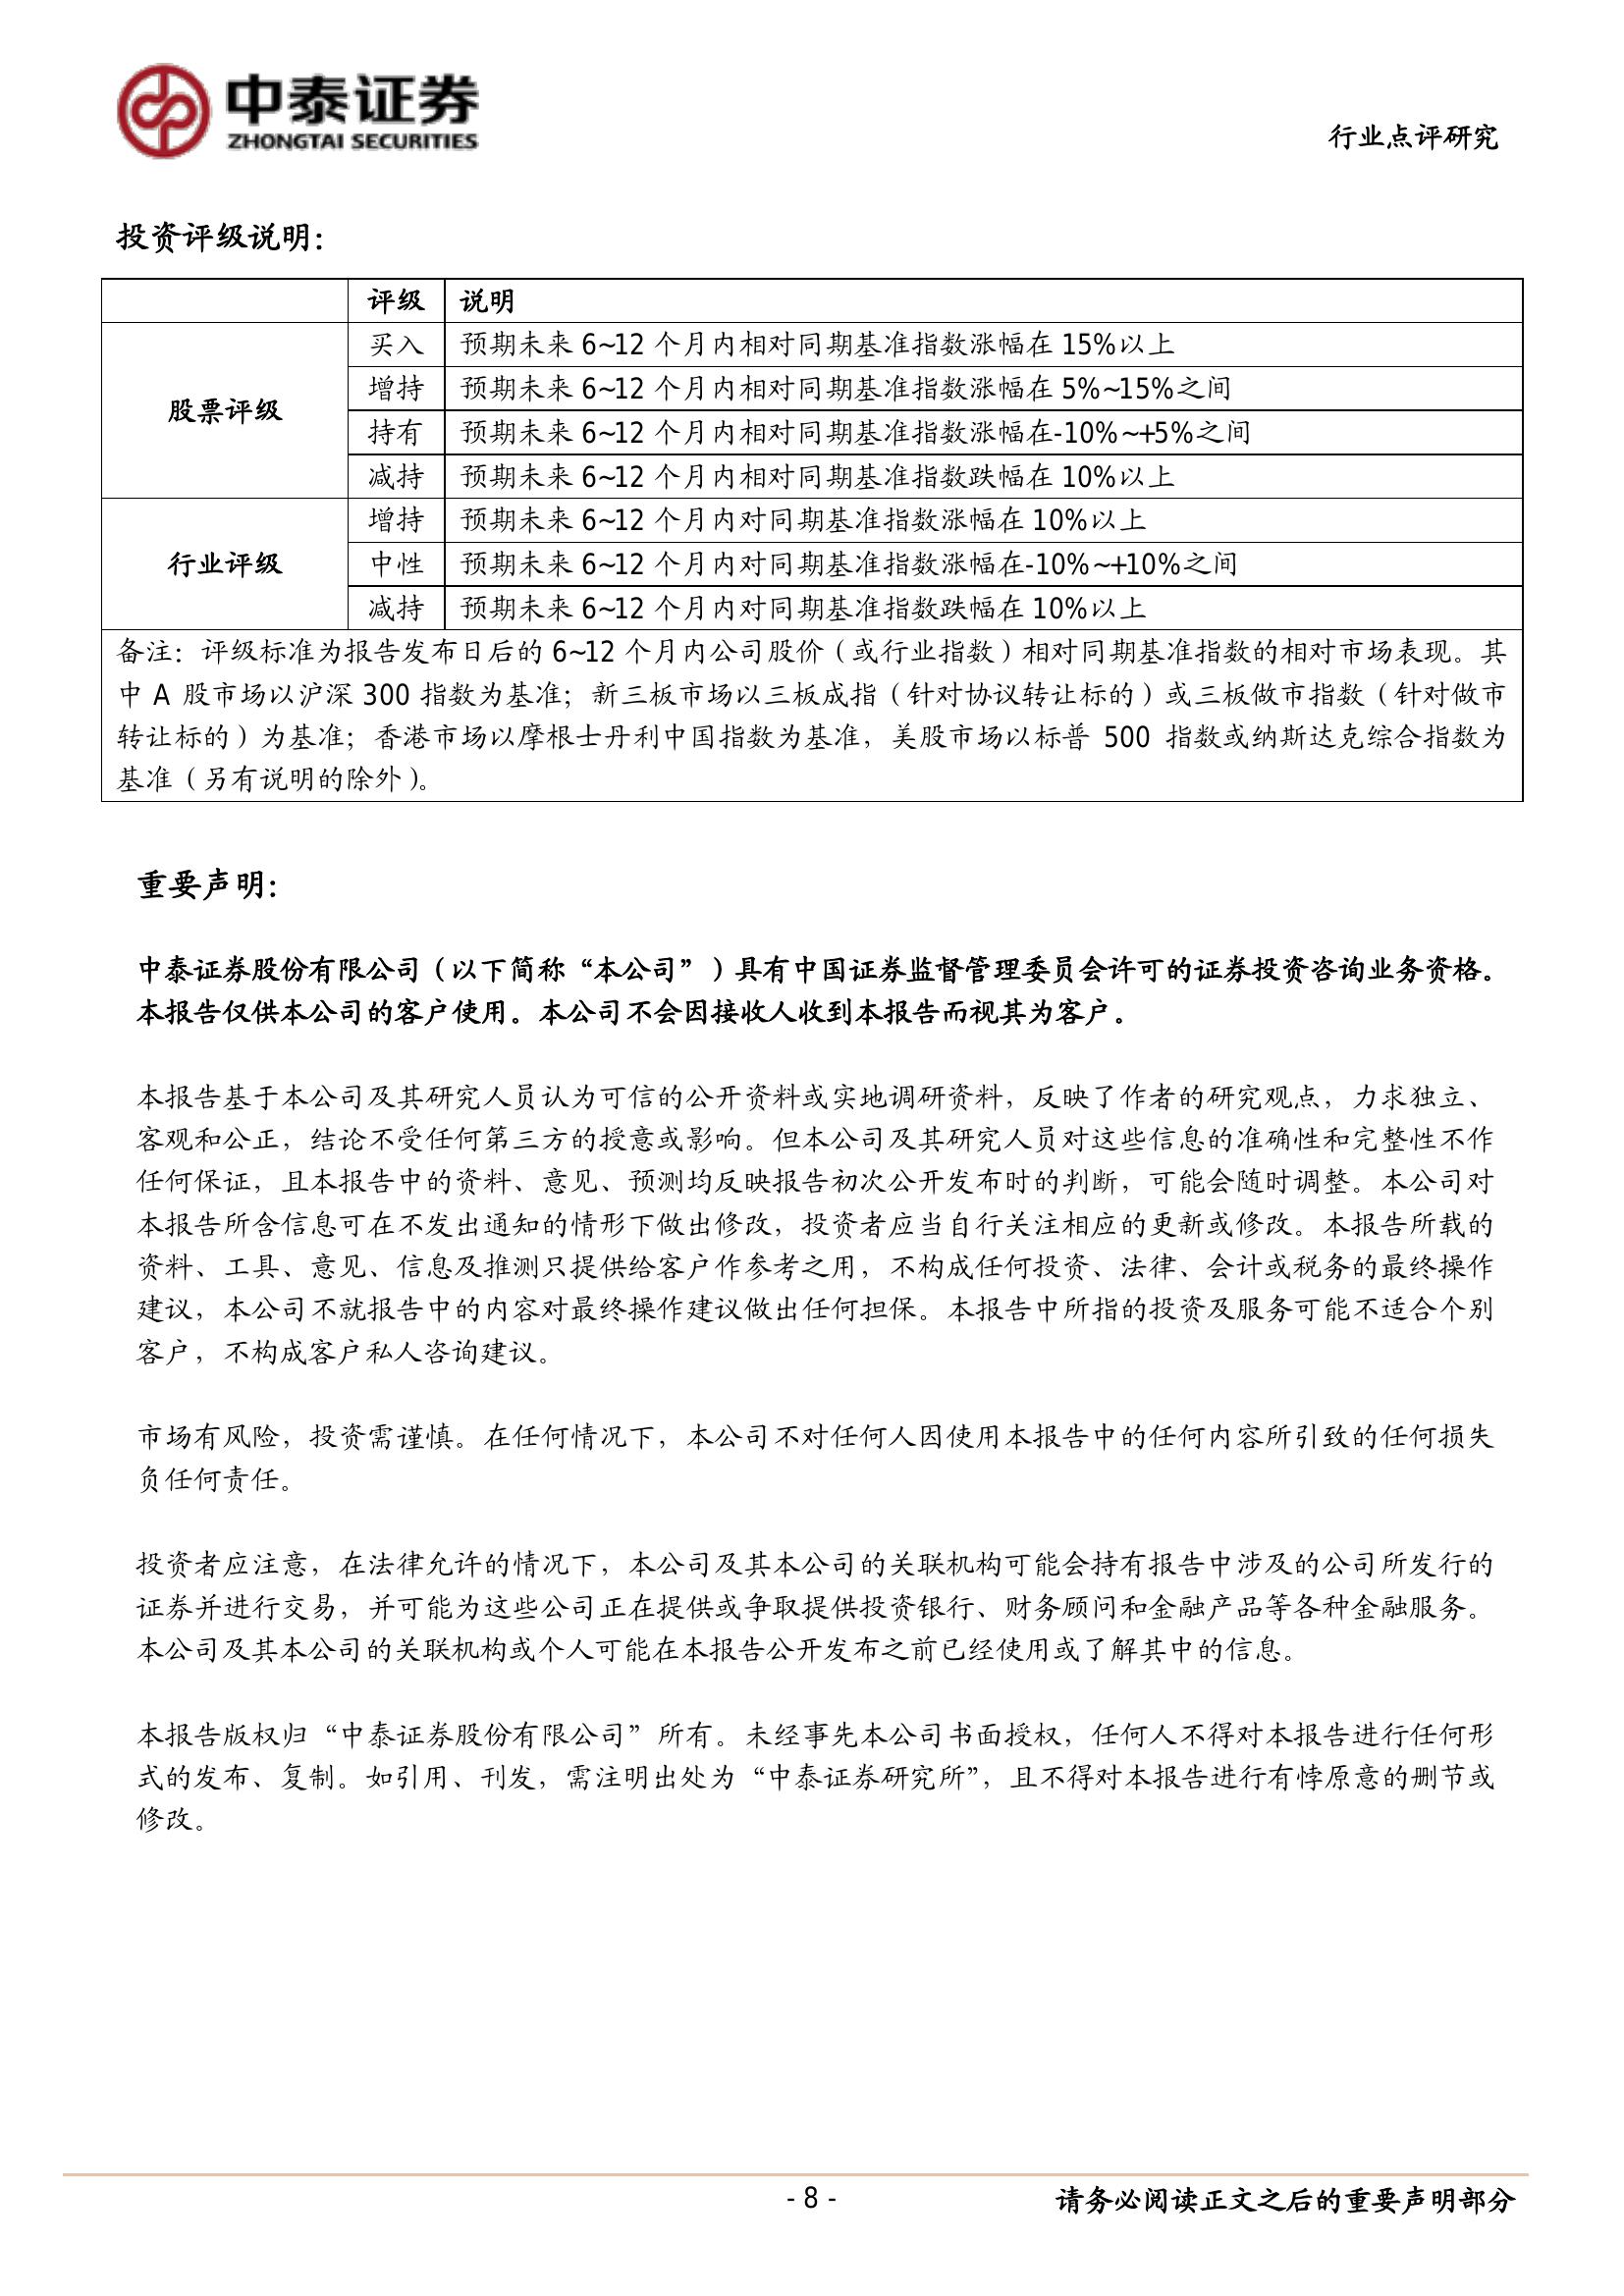 中泰证券
ZHONGTAI SECURITIES
行业点评研究
投资评级说明：
评级 说明
股票评级
买入 预期未来 6~12 个月内相对同期基准指数涨幅在 15%以上
增持 预期未来 6~12 个月内相对同期基准指数涨幅在 5%~15%之间
持有 预期未来 6~12 个月内相对同期基准指数涨幅在-10%~+5%之间
减持 预期未来 6~12 个月内相对同期基准指数跌幅在 10%以上
行业评级
增持 预期未来 6~12 个月内对同期基准指数涨幅在 10%以上
中性 预期未来 6~12 个月内对同期基准指数涨幅在-10%~+10%之间
减持 预期未来 6~12 个月内对同期基准指数跌幅在 10%以上
备注：评级标准为报告发布日后的 6~12 个月内公司股价（或行业指数）相对同期基准指数的相对市场表现。其
中 A 股市场以沪深 300 指数为基准；新三板市场以三板成指（针对协议转让标的）或三板做市指数（针对做市
转让标的）为基准；香港市场以摩根士丹利中国指数为基准，美股市场以标普 500 指数或纳斯达克综合指数为
基准（另有说明的除外）。
重要声明：
中泰证券股份有限公司（以下简称“本公司”）具有中国证券监督管理委员会许可的证券投资咨询业务资格。
本报告仅供本公司的客户使用。本公司不会因接收人收到本报告而视其为客户。
本报告基于本公司及其研究人员认为可信的公开资料或实地调研资料，反映了作者的研究观点，力求独立、
客观和公正，结论不受任何第三方的授意或影响。但本公司及其研究人员对这些信息的准确性和完整性不作
任何保证，且本报告中的资料、意见、预测均反映报告初次公开发布时的判断，可能会随时调整。本公司对
本报告所含信息可在不发出通知的情形下做出修改，投资者应当自行关注相应的更新或修改。本报告所载的
资料、工具、意见、信息及推测只提供给客户作参考之用，不构成任何投资、法律、会计或税务的最终操作
建议，本公司不就报告中的内容对最终操作建议做出任何担保。本报告中所指的投资及服务可能不适合个别
客户，不构成客户私人咨询建议。
市场有风险，投资需谨慎。在任何情况下，本公司不对任何人因使用本报告中的任何内容所引致的任何损失
负任何责任。
投资者应注意，在法律允许的情况下，本公司及其本公司的关联机构可能会持有报告中涉及的公司所发行的
证券并进行交易，并可能为这些公司正在提供或争取提供投资银行、财务顾问和金融产品等各种金融服务。
本公司及其本公司的关联机构或个人可能在本报告公开发布之前已经使用或了解其中的信息。
本报告版权归“中泰证券股份有限公司”所有。未经事先本公司书面授权，任何人不得对本报告进行任何形
式的发布、复制。如引用、刊发，需注明出处为“中泰证券研究所”，且不得对本报告进行有悖原意的删节或
修改。
- 8 -
请务必阅读正文之后的重要声明部分